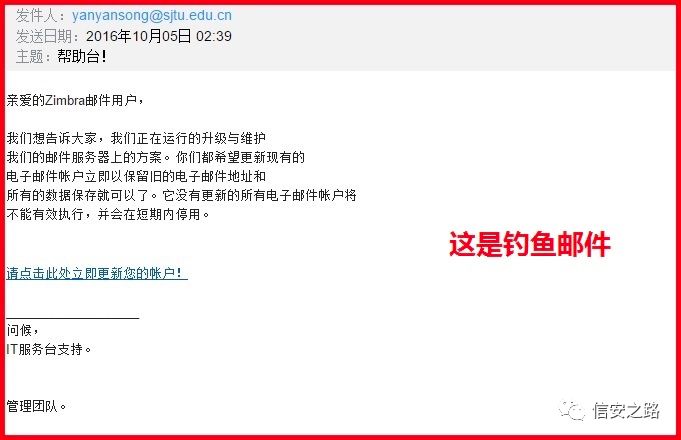 发件人：yanyansong@sjtu.edu.cn
发送日期：2016年10月05日 02:39
主题：帮助台！
亲爱的Zimbra邮件用户，
我们想告诉大家，我们正在运行的升级与维护
我们的邮件服务器上的方案。你们都希望更新现有的
电子邮件帐户立即以保留旧的电子邮件地址和
所有的数据保存就可以了。它没有更新的所有电子邮件帐户将
不能有效执行，并会在短期内停用。
这是钓鱼邮件
请点击此处立即更新您的帐户！
问候，
IT服务台支持。
管理团队。
信安之路